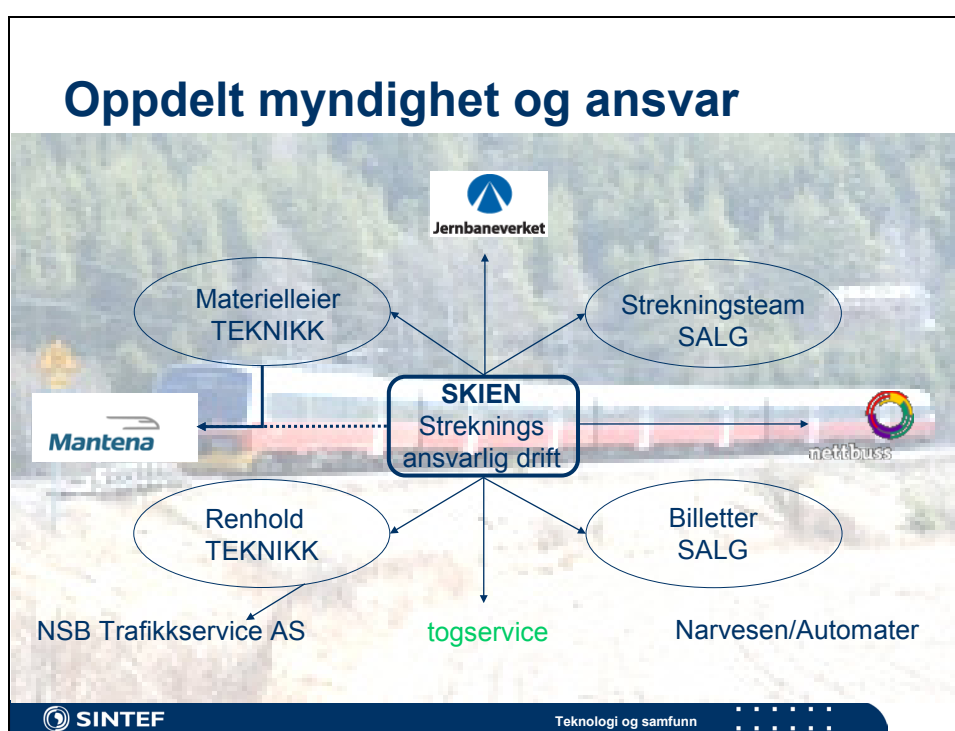 Oppdelt myndighet og ansvar
Jernbaneverket
Materielleier
TEKNIKK
Strekningsteam
SALG
SKIEN
Streknings
ansvarlig drift
Mantena
nettbuss
Renhold
TEKNIKK
Billetter
SALG
NSB Trafikkservice AS
togservice
Narvesen/Automater
SINTEF
Teknologi og samfunn